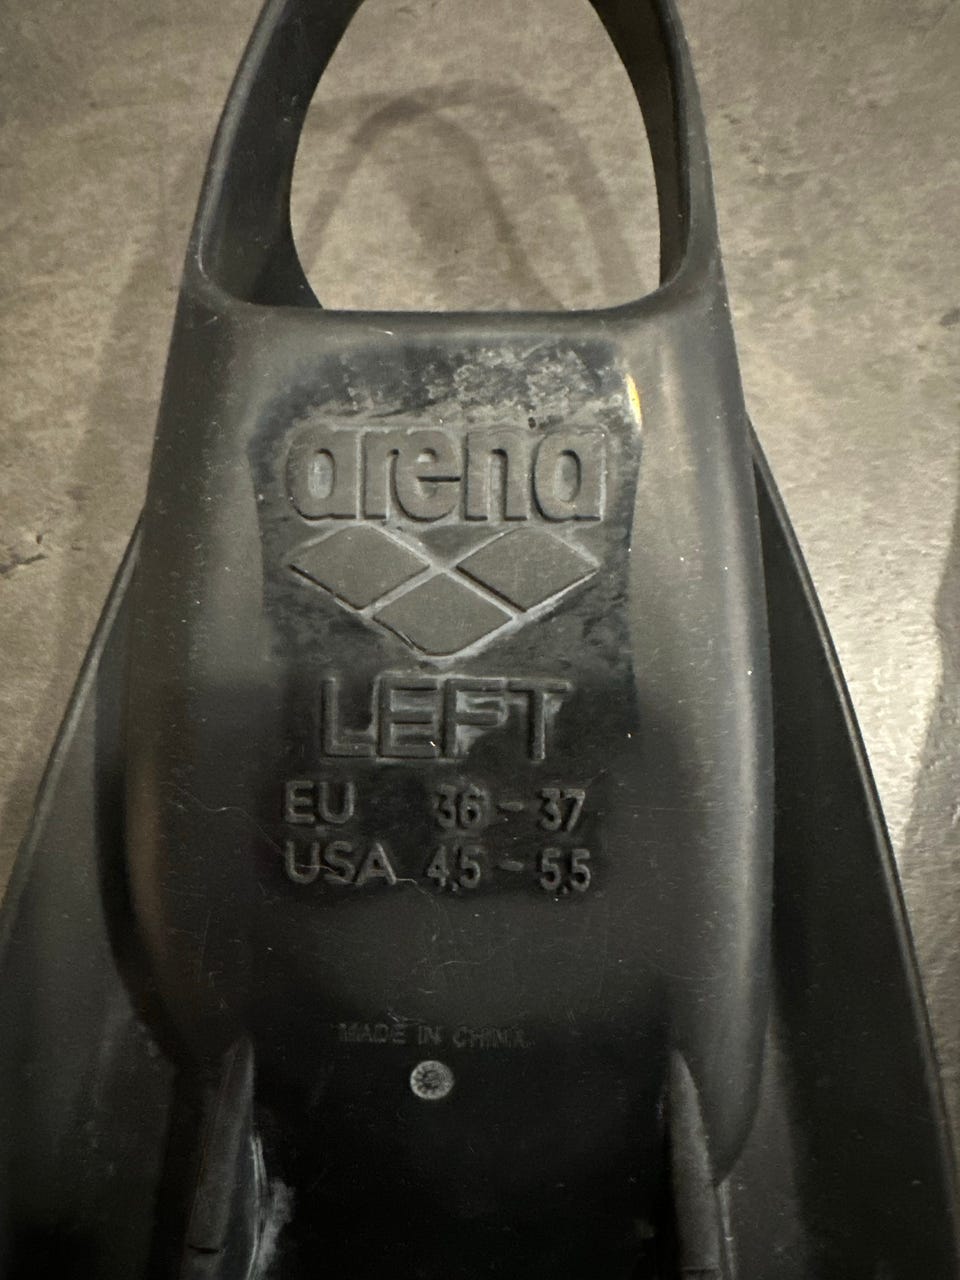 arena
LEFT
EU 36 - 37
USA 4,5 - 5,5
MADE IN CHINA